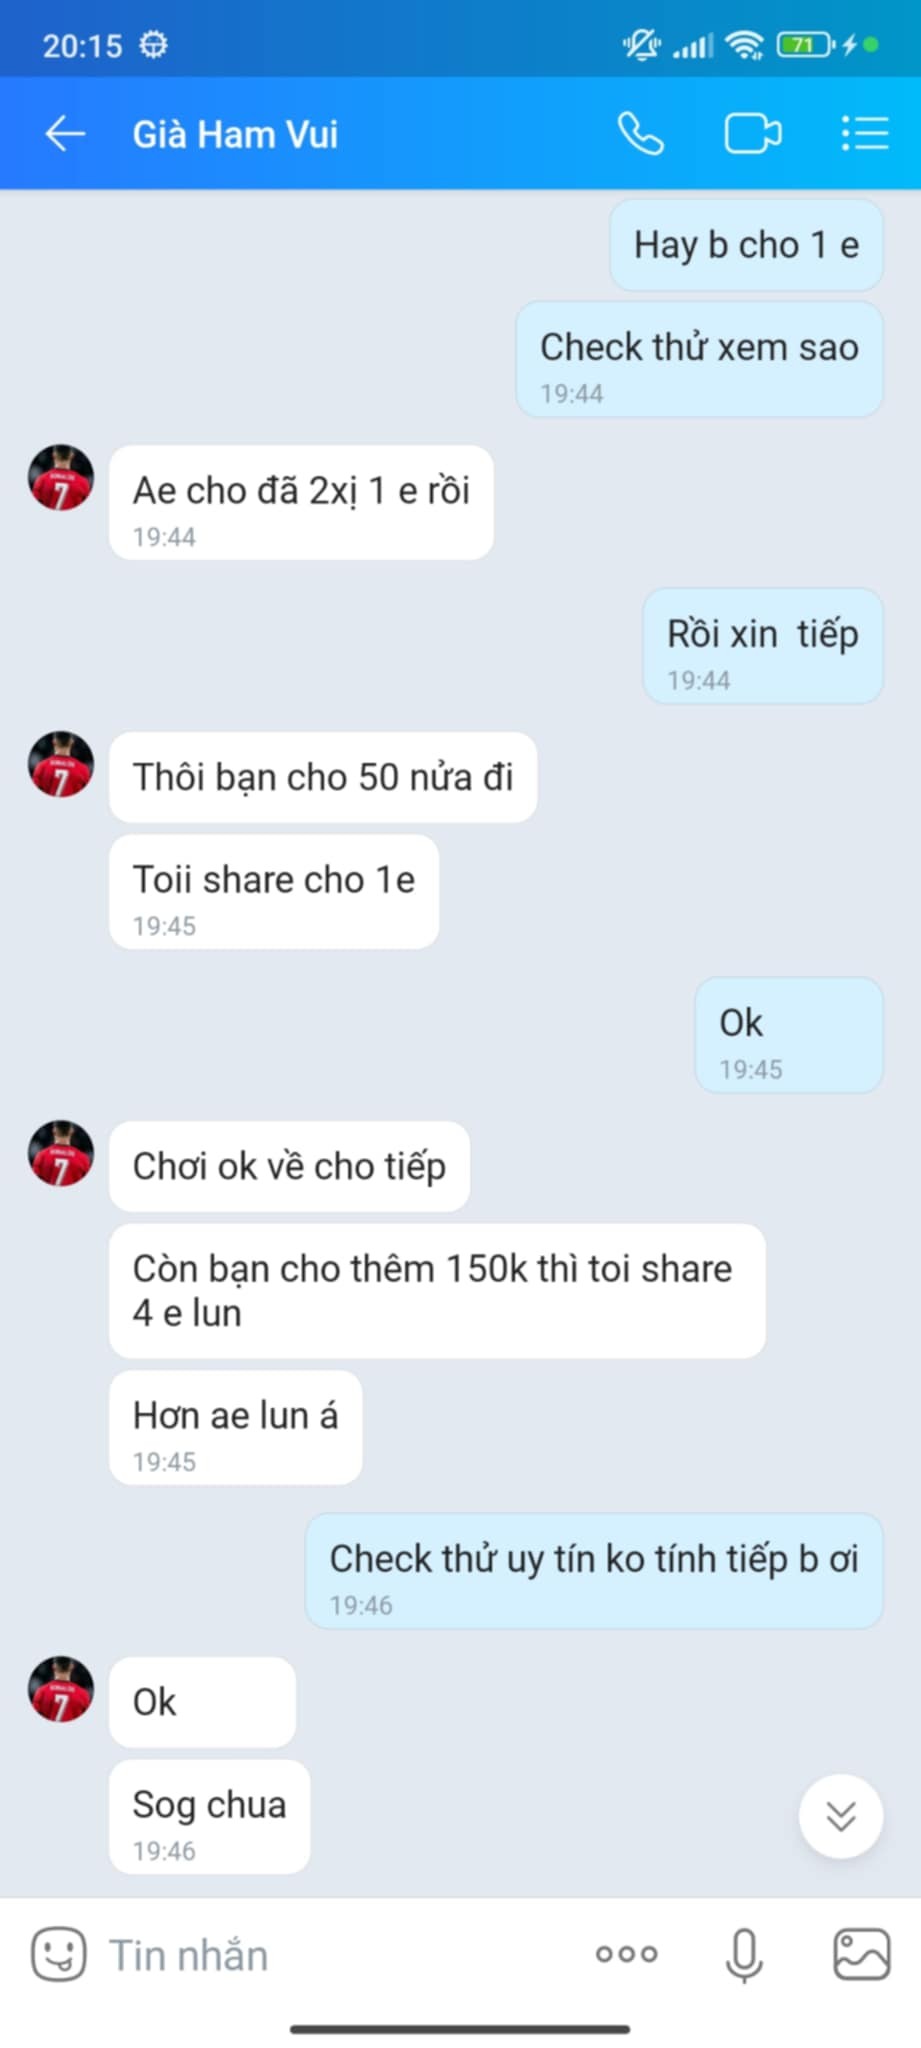 20:15
71
Già Ham Vui
Hay b cho 1 e
Check thử xem sao
19:44
Ae cho đã 2xị 1 e rồi
19:44
Rồi xin tiếp
19:44
Thôi bạn cho 50 nửa đi
Toii share cho 1e
19:45
Ok
19:45
Chơi ok về cho tiếp
Còn bạn cho thêm 150k thì toi share
4 e lun
Hơn ae lun á
19:45
Check thử uy tín ko tính tiếp b ơi
19:46
Ok
Sog chua
19:46
Tin nhắn